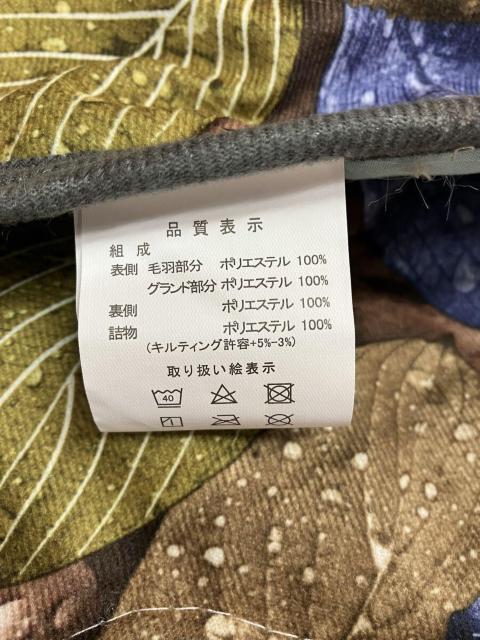 品質表示
組成
表側 毛羽部分 ポリエステル 100%
グランド部分 ポリエステル 100%
裏側 ポリエステル 100%
詰物 ポリエステル 100%
(キルティング許容+5%-3%)
取り扱い絵表示
40